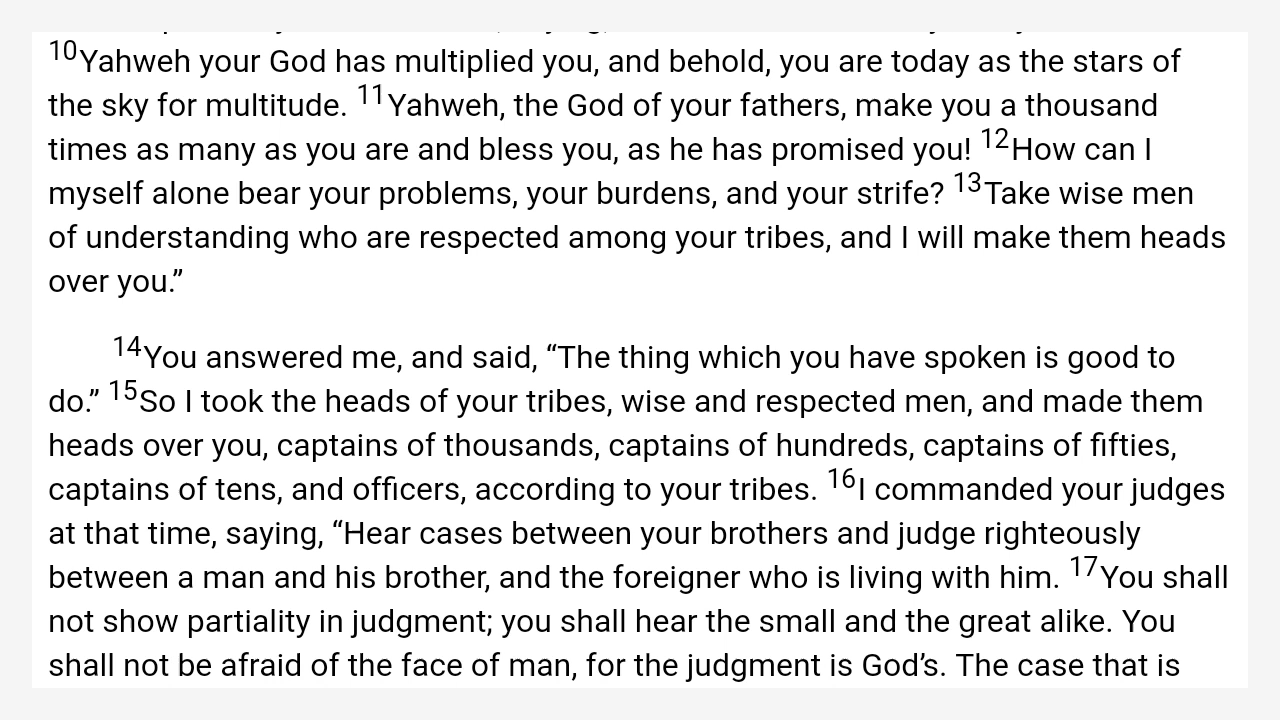 10Yahweh your God has multiplied you, and behold, you are today as the stars of
the sky for multitude. 11Yahweh, the God of your fathers, make you a thousand
times as many as you are and bless you, as he has promised you! 12How can I
myself alone bear your problems, your burdens, and your strife? 13Take wise men
of understanding who are respected among your tribes, and I will make them heads
over you.”
14You answered me, and said, “The thing which you have spoken is good to
do.” 15So I took the heads of your tribes, wise and respected men, and made them
heads over you, captains of thousands, captains of hundreds, captains of fifties,
captains of tens, and officers, according to your tribes. 16I commanded your judges
at that time, saying, “Hear cases between your brothers and judge righteously
between a man and his brother, and the foreigner who is living with him. 17You shall
not show partiality in judgment; you shall hear the small and the great alike. You
shall not be afraid of the face of man, for the judgment is God’s. The case that is